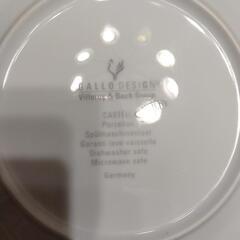 GALLO DESIGN®
Villeroy & Boch Group
CASTELL
Porcelain
Spülmaschinenfest
Garanti lave-vaisselle
Dishwasher safe
Microwave safe
Germany